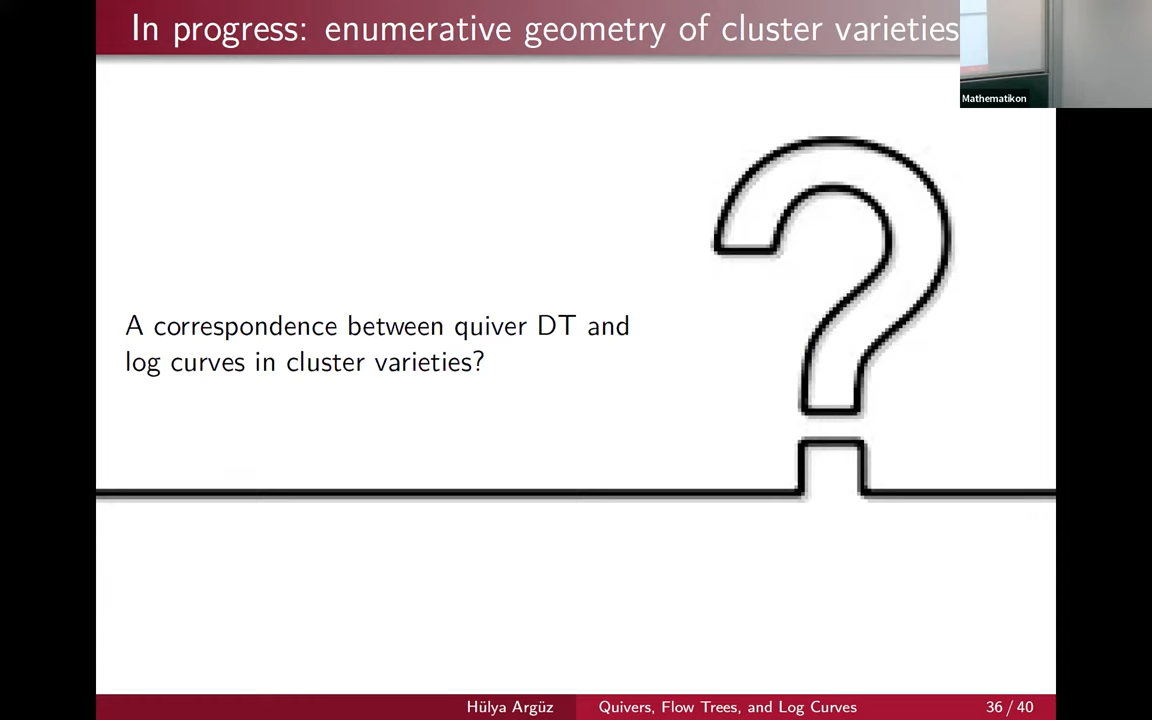 In progress: enumerative geometry of cluster varieties
Mathematikon
A correspondence between quiver DT and
log curves in cluster varieties?
Hülya Argüz
Quivers, Flow Trees, and Log Curves
36 / 40